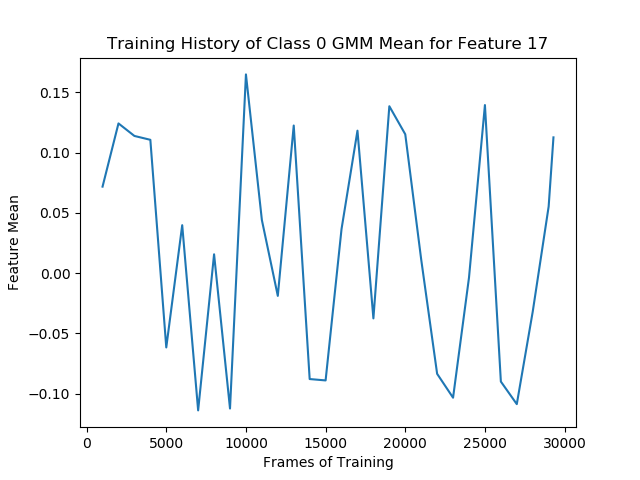 Training History of Class 0 GMM Mean for Feature 17
0.15
0.10
0.05
0.00
−0.05
−0.10
Feature Mean
0 5000 10000 15000 20000 25000 30000
Frames of Training